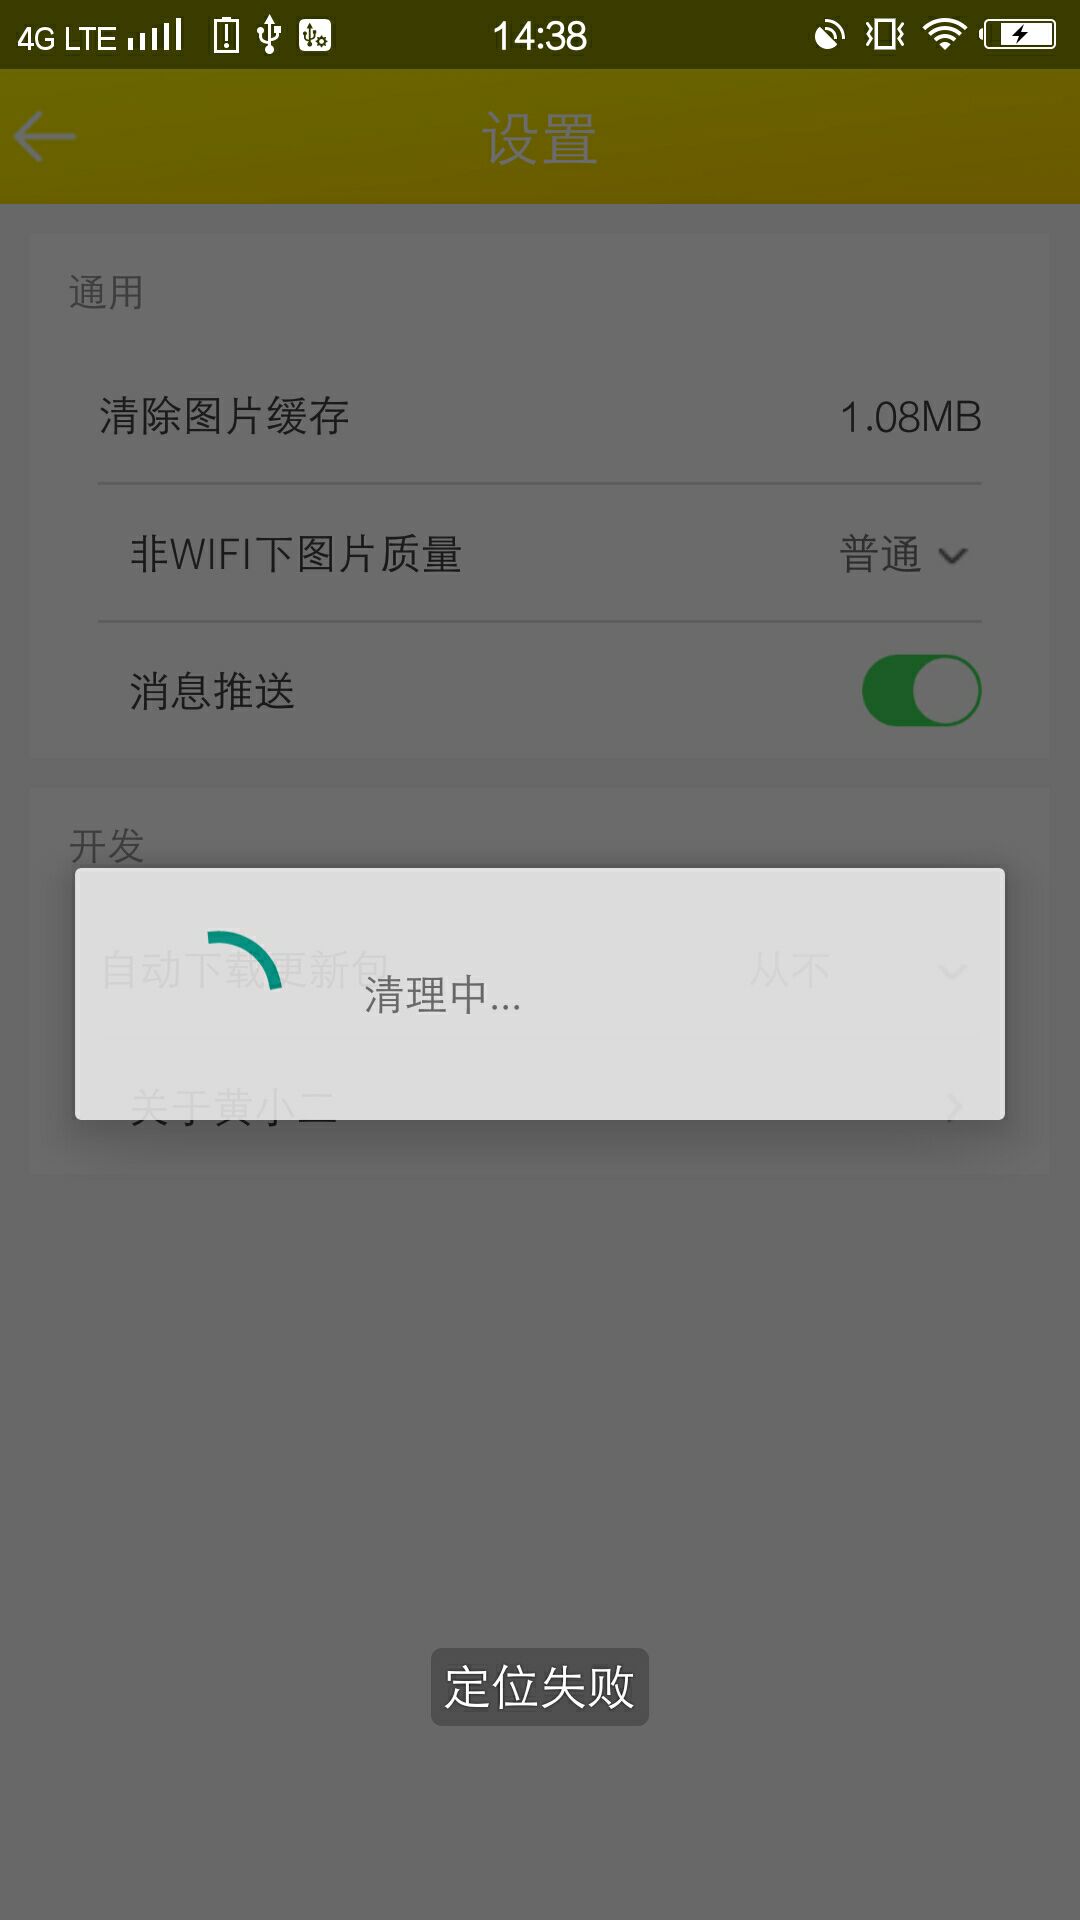 4G LTE 14:38
设置
通用
清除图片缓存 1.08MB
非WIFI下图片质量 普通
消息推送
开发
自动下载更新包 从不
清理中...
关于黄小二
定位失败